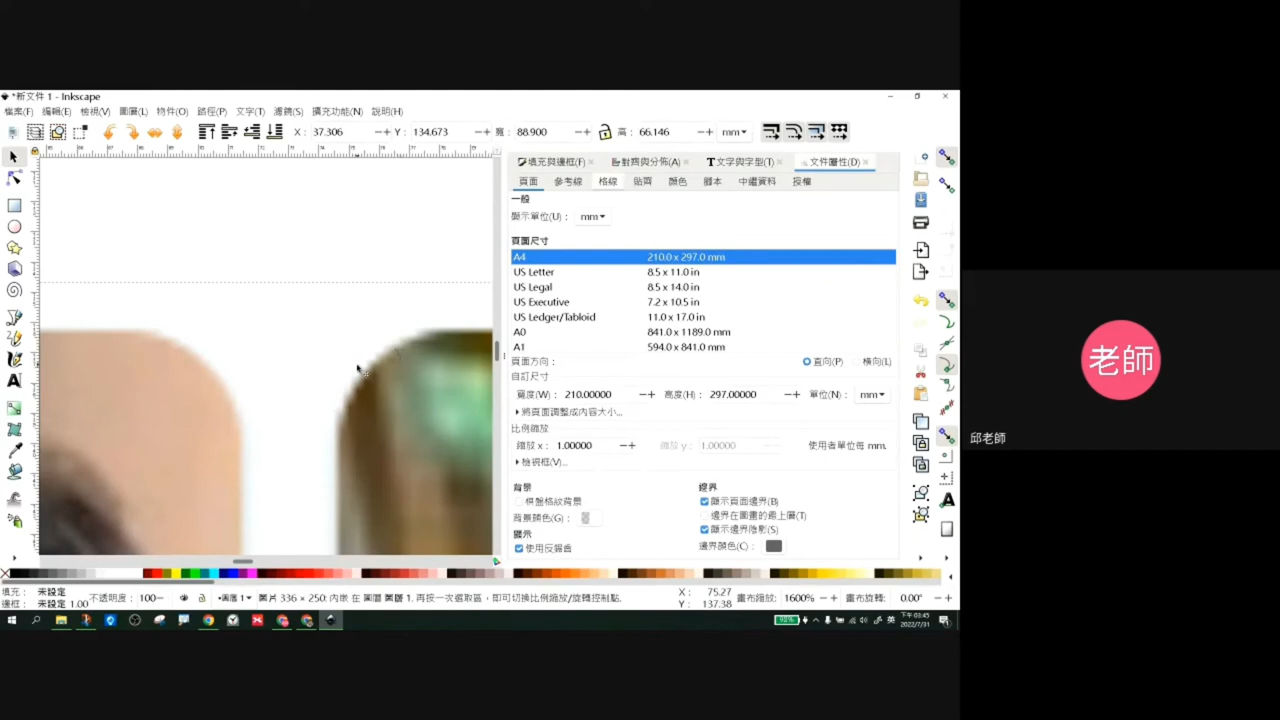 *新文件 1 - Inkscape
檔案(F) 編輯(E) 檢視(V) 圖層(L) 物件(O) 路徑(P) 文字(T) 濾鏡(S) 擴充功能(N) 說明(H)
X: 37.306 Y: 134.673 寬: 88.900 高: 66.146 mm
填充與邊框(F) 對齊與分佈(A) 文字與字型(T) 文件屬性(D)
頁面 參考線 格線 貼齊 顏色 腳本 中繼資料 授權
一般
顯示單位(U): mm
頁面尺寸
A4 210.0 x 297.0 mm
US Letter 8.5 x 11.0 in
US Legal 8.5 x 14.0 in
US Executive 7.2 x 10.5 in
US Ledger/Tabloid 11.0 x 17.0 in
A0 841.0 x 1189.0 mm
A1 594.0 x 841.0 mm
頁面方向: 直向(P) 橫向(L)
自訂尺寸
寬度(W): 210.00000 高度(H): 297.00000 單位(N): mm
將頁面調整成內容大小...
比例縮放
縮放 x: 1.00000 縮放 y: 1.00000 使用者單位每 mm.
檢視框(V)...
背景
棋盤格紋背景
背景顏色(G):
顯示
使用反鋸齒
邊界
顯示頁面邊界(B)
邊界在圖畫的最上層(T)
顯示邊界陰影(S)
邊界顏色(C):
填充: 未設定
邊框: 未設定 1.00
不透明度: 100
圖層 1
圖片 336 × 250: 內嵌 在 圖層 圖層 1. 再按一次選取區，即可切換比例縮放/旋轉控制點.
X: 75.27
Y: 137.38
畫布縮放: 1600% 畫布旋轉: 0.00°
92% 英 下午 03:45
2022/7/31
老師
邱老師